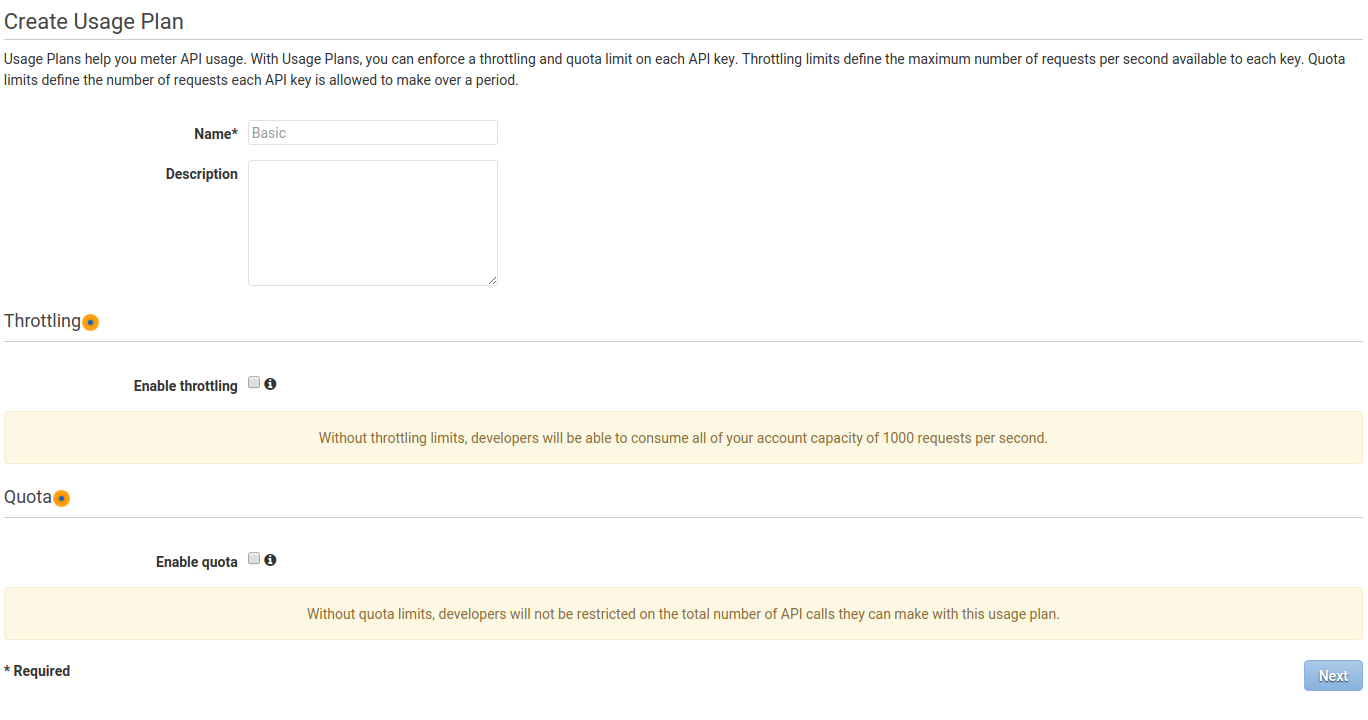 Create Usage Plan
Usage Plans help you meter API usage. With Usage Plans, you can enforce a throttling and quota limit on each API key. Throttling limits define the maximum number of requests per second available to each key. Quota
limits define the number of requests each API key is allowed to make over a period.
Name* Basic
Description
Throttling
Enable throttling
Without throttling limits, developers will be able to consume all of your account capacity of 1000 requests per second.
Quota
Enable quota
Without quota limits, developers will not be restricted on the total number of API calls they can make with this usage plan.
* Required
Next